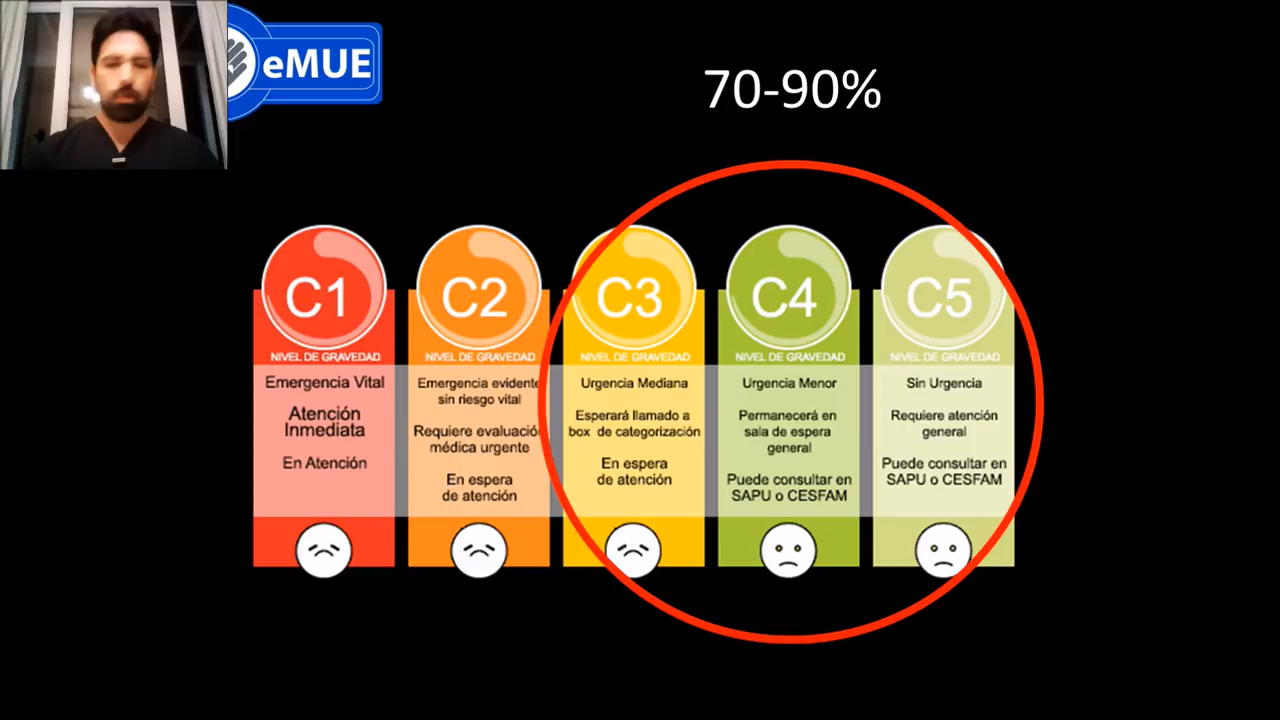 eMUE
70-90%
C1
NIVEL DE GRAVEDAD
Emergencia Vital
Atención
Inmediata
En Atención
C2
NIVEL DE GRAVEDAD
Emergencia evidente
sin riesgo vital
Requiere evaluación
médica urgente
En espera
de atención
C3
NIVEL DE GRAVEDAD
Urgencia Mediana
Esperará llamado a
box de categorización
En espera
de atención
C4
NIVEL DE GRAVEDAD
Urgencia Menor
Permanecerá en
sala de espera
general
Puede consultar en
SAPU o CESFAM
C5
NIVEL DE GRAVEDAD
Sin Urgencia
Requiere atención
general
Puede consultar en
SAPU o CESFAM